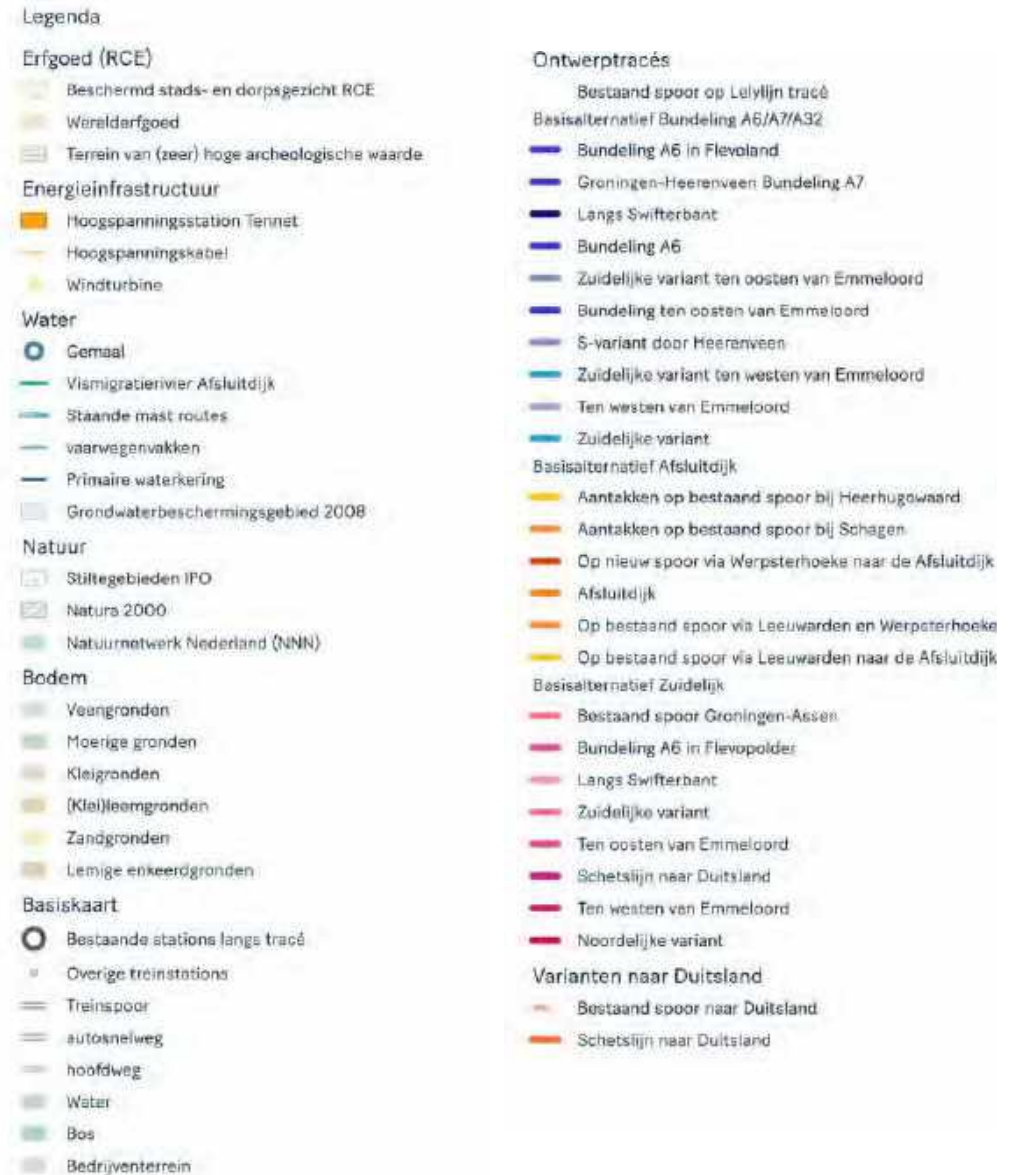 Legenda
Erfgoed (RCE)
Beschermd stads- en dorpsgezicht RCE
Werelderfgoed
Terrein van (zeer) hoge archeologische waarde
Energieinfrastructuur
Hoogspanningsstation Tennet
Hoogspanningskabel
Windturbine
Water
Gemaal
Vismigratierivier Afsluitdijk
Staande mast routes
vaarwegenvakken
Primaire waterkering
Grondwaterbeschermingsgebied 2008
Natuur
Stiltegebieden IPO
Natura 2000
Natuurnetwerk Nederland (NNN)
Bodem
Veengronden
Moerige gronden
Kleigronden
(Klei)leemgronden
Zandgronden
Lemige enkeerdgronden
Basiskaart
Bestaande stations langs tracé
Overige treinstations
Treinspoor
autosnelweg
hoofdweg
Water
Bos
Bedrijventerrein
Ontwerptracés
Bestaand spoor op Lelylijn tracé
Basisalternatief Bundeling A6/A7/A32
Bundeling A6 in Flevoland
Groningen-Heerenveen Bundeling A7
Langs Swifterbant
Bundeling A6
Zuidelijke variant ten oosten van Emmeloord
Bundeling ten oosten van Emmeloord
S-variant door Heerenveen
Zuidelijke variant ten westen van Emmeloord
Ten westen van Emmeloord
Zuidelijke variant
Basisalternatief Afsluitdijk
Aantakken op bestaand spoor bij Heerhugowaard
Aantakken op bestaand spoor bij Schagen
Op nieuw spoor via Werpsterhoeke naar de Afsluitdijk
Afsluitdijk
Op bestaand spoor via Leeuwarden en Werpsterhoeke
Op bestaand spoor via Leeuwarden naar de Afsluitdijk
Basisalternatief Zuidelijk
Bestaand spoor Groningen-Assen
Bundeling A6 in Flevopolder
Langs Swifterbant
Zuidelijke variant
Ten oosten van Emmeloord
Schetslijn naar Duitsland
Ten westen van Emmeloord
Noordelijke variant
Varianten naar Duitsland
Bestaand spoor naar Duitsland
Schetslijn naar Duitsland